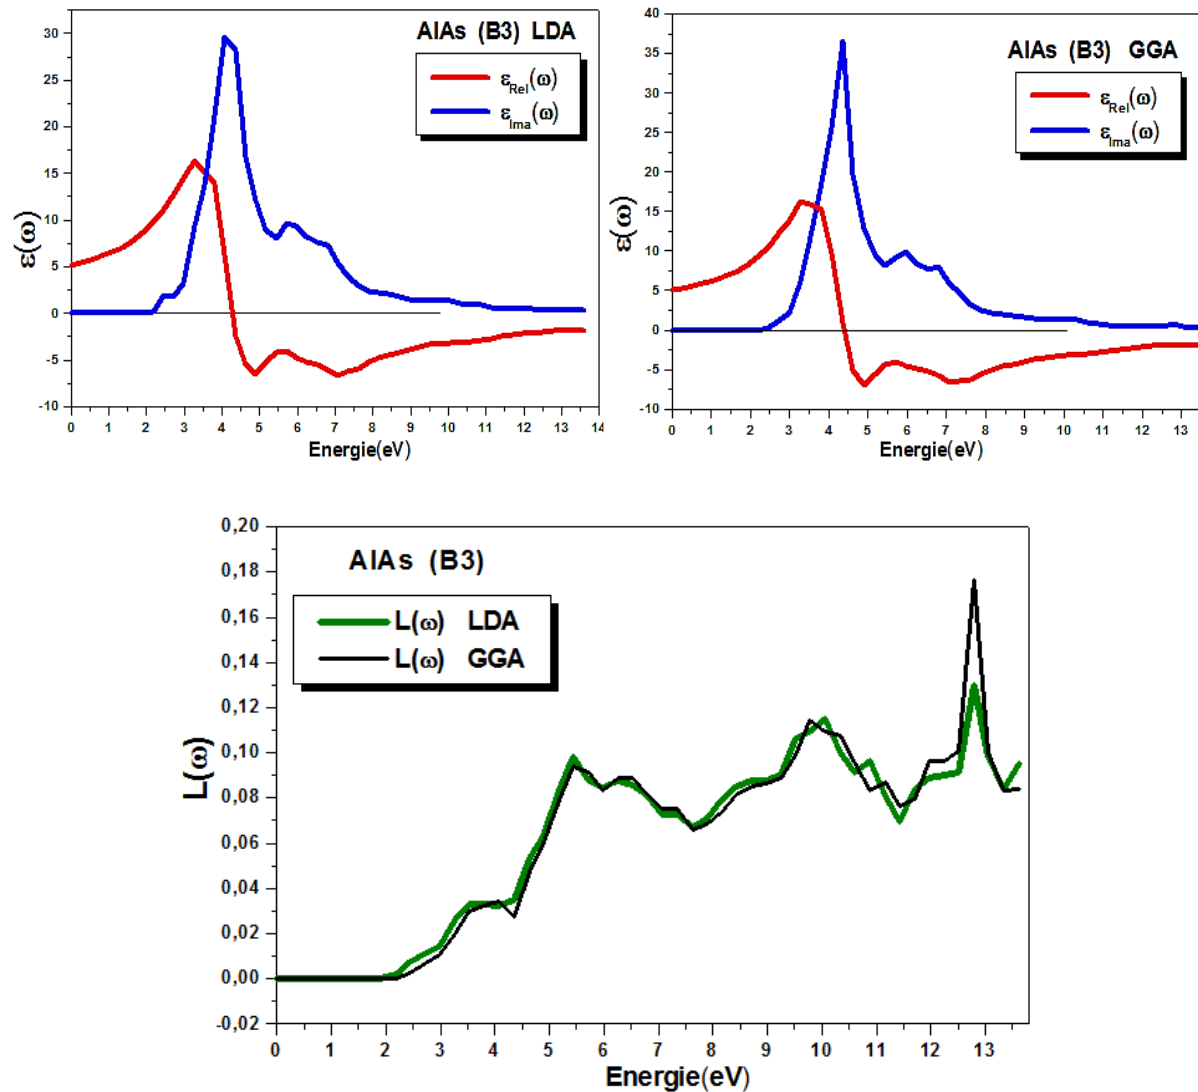 AlAs (B3) LDA
ε_Rel(ω)
ε_Ima(ω)
ε(ω)
30
25
20
15
10
5
0
-5
-10
0 1 2 3 4 5 6 7 8 9 10 11 12 13 14
Energie(eV)
AlAs (B3) GGA
ε_Rel(ω)
ε_Ima(ω)
ε(ω)
40
35
30
25
20
15
10
5
0
-5
-10
0 1 2 3 4 5 6 7 8 9 10 11 12 13
Energie(eV)
AlAs (B3)
L(ω) LDA
L(ω) GGA
L(ω)
0,20
0,18
0,16
0,14
0,12
0,10
0,08
0,06
0,04
0,02
0,00
-0,02
0 1 2 3 4 5 6 7 8 9 10 11 12 13
Energie(eV)